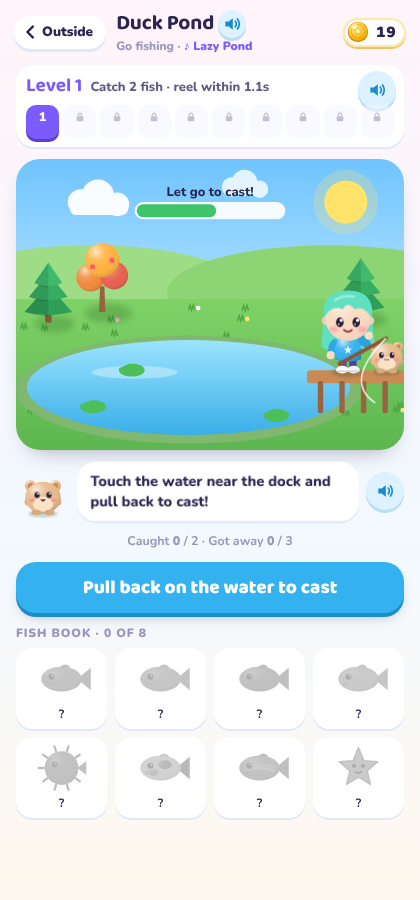 Outside
Duck Pond
Go fishing · ♪ Lazy Pond
19
Level 1 Catch 2 fish · reel within 1.1s
1
Let go to cast!
Touch the water near the dock and
pull back to cast!
Caught 0 / 2 · Got away 0 / 3
Pull back on the water to cast
FISH BOOK · 0 OF 8
? ? ? ?
? ? ? ?